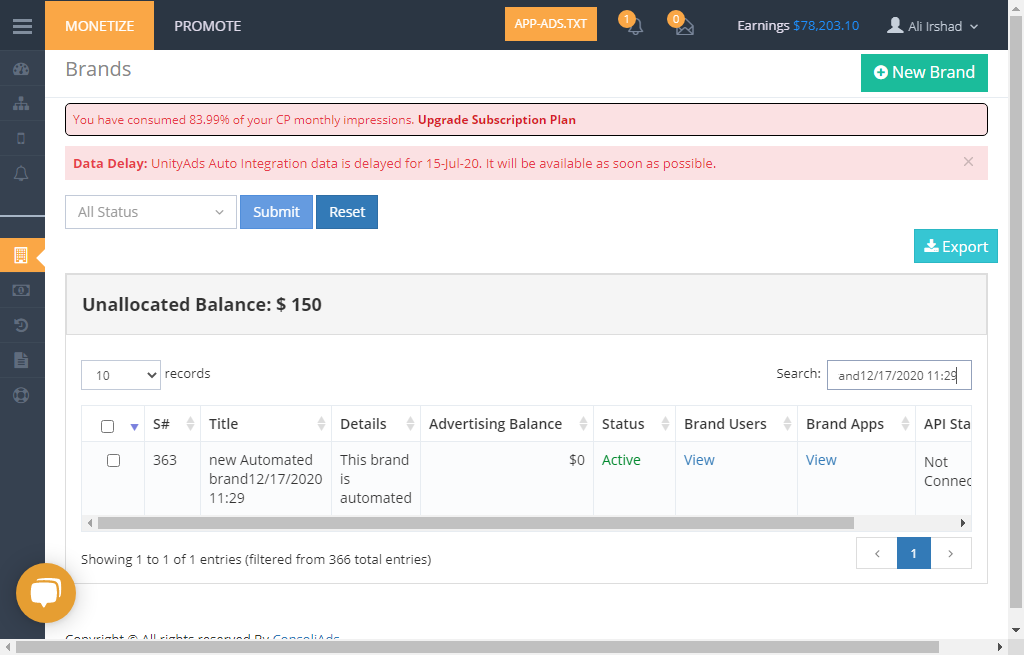 MONETIZE PROMOTE APP-ADS.TXT 1 0 Earnings $78,203.10 Ali Irshad
Brands New Brand
You have consumed 83.99% of your CP monthly impressions. Upgrade Subscription Plan
Data Delay: UnityAds Auto Integration data is delayed for 15-Jul-20. It will be available as soon as possible. ×
All Status Submit Reset
Export
Unallocated Balance: $ 150
10 records Search: and12/17/2020 11:29
S# Title Details Advertising Balance Status Brand Users Brand Apps API Sta
363 new Automated This brand $0 Active View View Not
brand12/17/2020 is Connec
11:29 automated
Showing 1 to 1 of 1 entries (filtered from 366 total entries) ‹ 1 ›
Copyright © All rights reserved By ConsoliAds